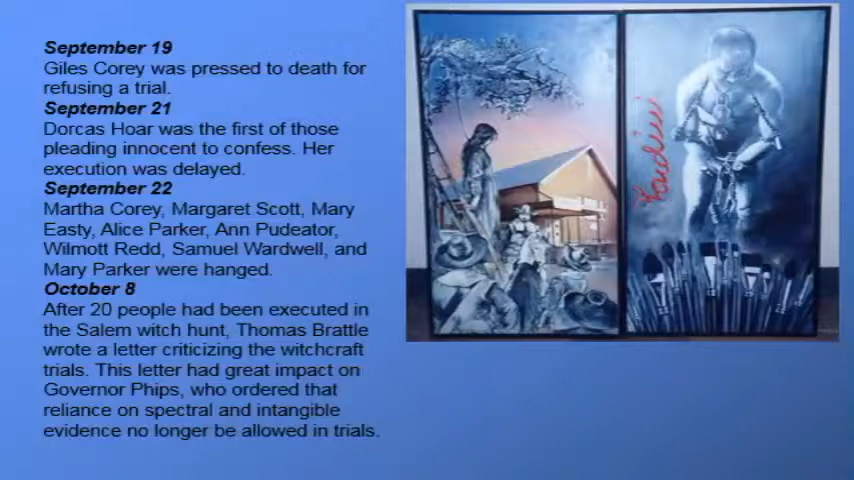 September 19
Giles Corey was pressed to death for
refusing a trial.
September 21
Dorcas Hoar was the first of those
pleading innocent to confess. Her
execution was delayed.
September 22
Martha Corey, Margaret Scott, Mary
Easty, Alice Parker, Ann Pudeator,
Wilmott Redd, Samuel Wardwell, and
Mary Parker were hanged.
October 8
After 20 people had been executed in
the Salem witch hunt, Thomas Brattle
wrote a letter criticizing the witchcraft
trials. This letter had great impact on
Governor Phips, who ordered that
reliance on spectral and intangible
evidence no longer be allowed in trials.